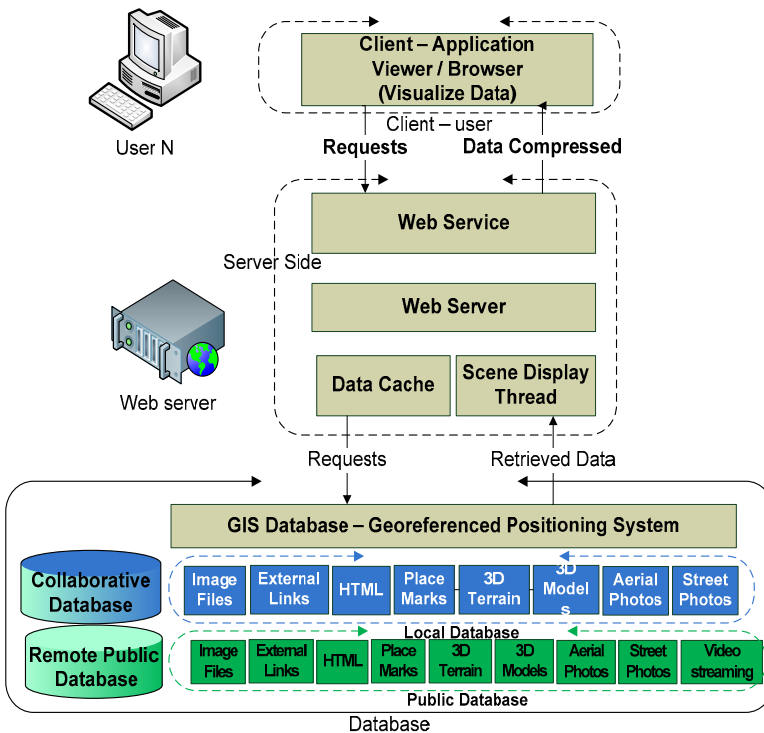 Client – Application
Viewer / Browser
(Visualize Data)
Client – user
User N
Requests
Data Compressed
Web Service
Server Side
Web Server
Data Cache
Scene Display
Thread
Web server
Requests
Retrieved Data
GIS Database – Georeferenced Positioning System
Collaborative
Database
Image
Files
External
Links
HTML
Place
Marks
3D
Terrain
3D
Model
s
Aerial
Photos
Street
Photos
Local Database
Remote Public
Database
Image
Files
External
Links
HTML
Place
Marks
3D
Terrain
3D
Models
Aerial
Photos
Street
Photos
Video
streaming
Public Database
Database